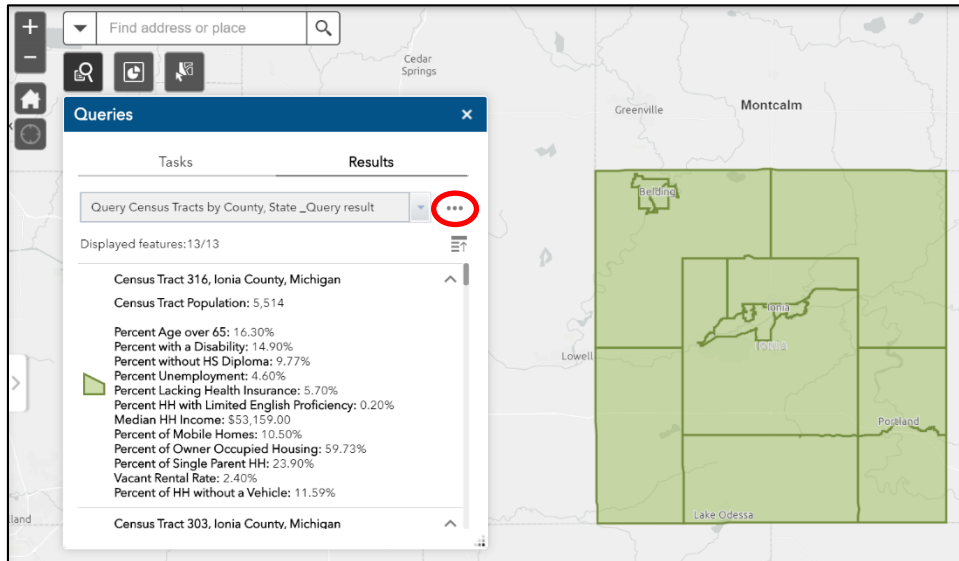 Find address or place
Cedar
Springs
Queries
Tasks
Results
Query Census Tracts by County, State _Query result
Displayed features:13/13
Census Tract 316, Ionia County, Michigan
Census Tract Population: 5,514
Percent Age over 65: 16.30%
Percent with a Disability: 14.90%
Percent without HS Diploma: 9.77%
Percent Unemployment: 4.60%
Percent Lacking Health Insurance: 5.70%
Percent HH with Limited English Proficiency: 0.20%
Median HH Income: $53,159.00
Percent of Mobile Homes: 10.50%
Percent of Owner Occupied Housing: 59.73%
Percent of Single Parent HH: 23.90%
Vacant Rental Rate: 2.40%
Percent of HH without a Vehicle: 11.59%
Census Tract 303, Ionia County, Michigan
Greenville
Montcalm
Belding
Ionia
IONIA
Lowell
Portland
Lake Odessa